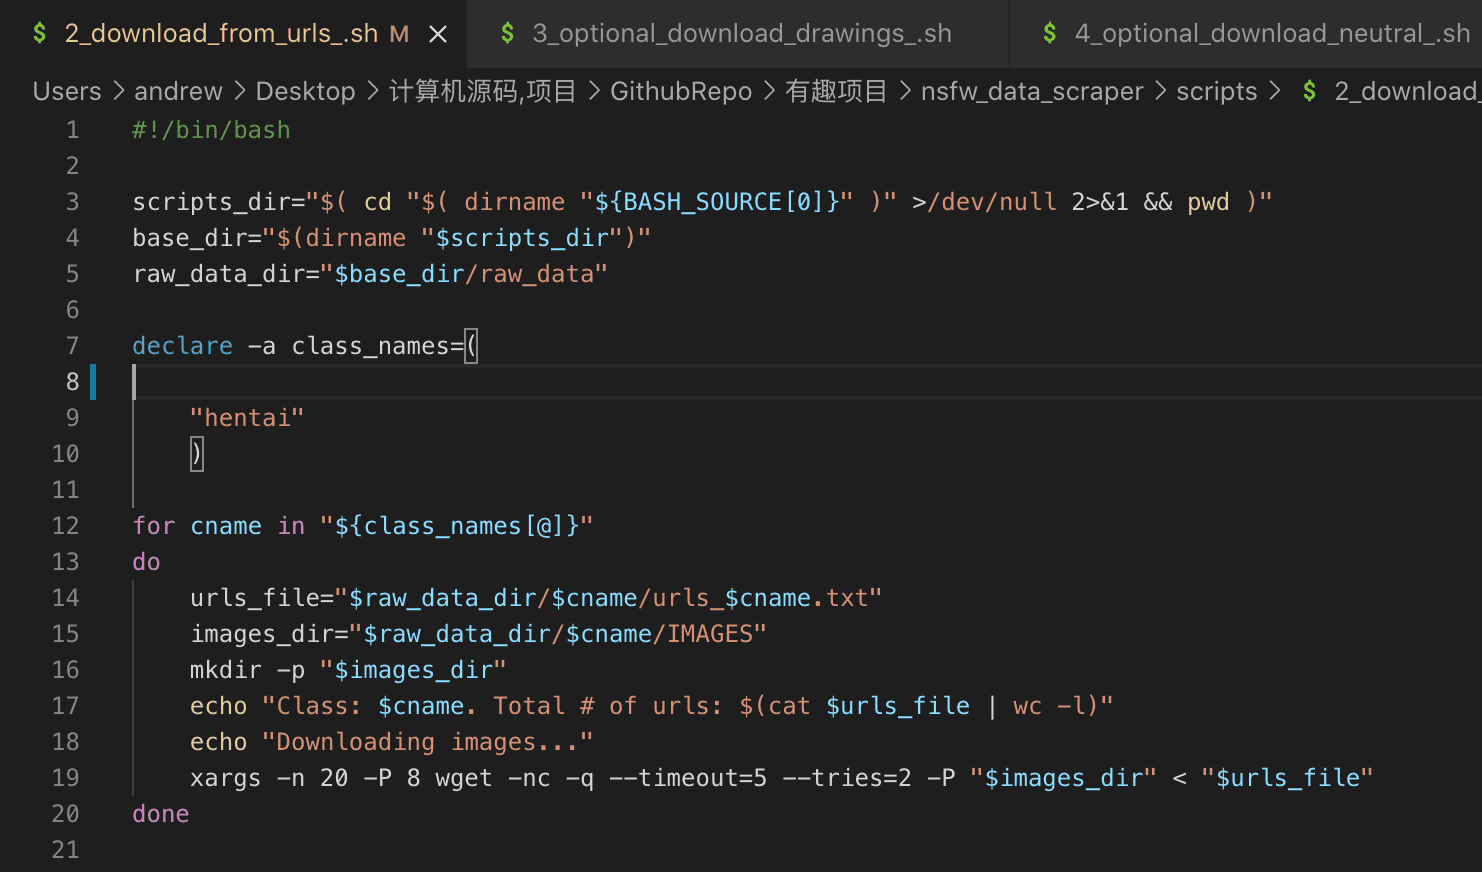 $ 2_download_from_urls_.sh M × $ 3_optional_download_drawings_.sh $ 4_optional_download_neutral_.sh
Users > andrew > Desktop > 计算机源码,项目 > GithubRepo > 有趣项目 > nsfw_data_scraper > scripts > $ 2_download_
1 #!/bin/bash
2
3 scripts_dir="$( cd "$( dirname "${BASH_SOURCE[0]}" )" >/dev/null 2>&1 && pwd )"
4 base_dir="$(dirname "$scripts_dir")"
5 raw_data_dir="$base_dir/raw_data"
6
7 declare -a class_names=(
8
9     "hentai"
10     )
11
12 for cname in "${class_names[@]}"
13 do
14     urls_file="$raw_data_dir/$cname/urls_$cname.txt"
15     images_dir="$raw_data_dir/$cname/IMAGES"
16     mkdir -p "$images_dir"
17     echo "Class: $cname. Total # of urls: $(cat $urls_file | wc -l)"
18     echo "Downloading images..."
19     xargs -n 20 -P 8 wget -nc -q --timeout=5 --tries=2 -P "$images_dir" < "$urls_file"
20 done
21